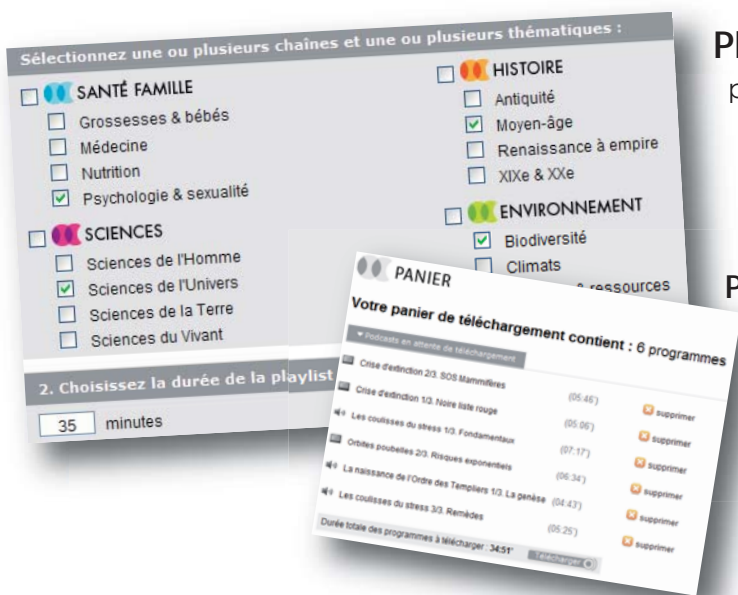 Sélectionnez une ou plusieurs chaînes et une ou plusieurs thématiques :
SANTÉ FAMILLE
Grossesses & bébés
Médecine
Nutrition
Psychologie & sexualité
SCIENCES
Sciences de l'Homme
Sciences de l'Univers
Sciences de la Terre
Sciences du Vivant
HISTOIRE
Antiquité
Moyen-âge
Renaissance à empire
XIXe & XXe
ENVIRONNEMENT
Biodiversité
Climats
& ressources
2. Choisissez la durée de la playlist
35 minutes
PANIER
Votre panier de téléchargement contient : 6 programmes
Podcasts en attente de téléchargement
Crise d'extinction 2/3. SOS Mammifères (05:46') supprimer
Crise d'extinction 1/3. Noire liste rouge (05:06') supprimer
Les coulisses du stress 1/3. Fondamentaux (07:17') supprimer
Orbites poubelles 2/3. Risques exponentiels (06:34') supprimer
La naissance de l'Ordre des Templiers 1/3. La genèse (04:43') supprimer
Les coulisses du stress 3/3. Remèdes (05:25') supprimer
Durée totale des programmes à télécharger : 34:51' Télécharger